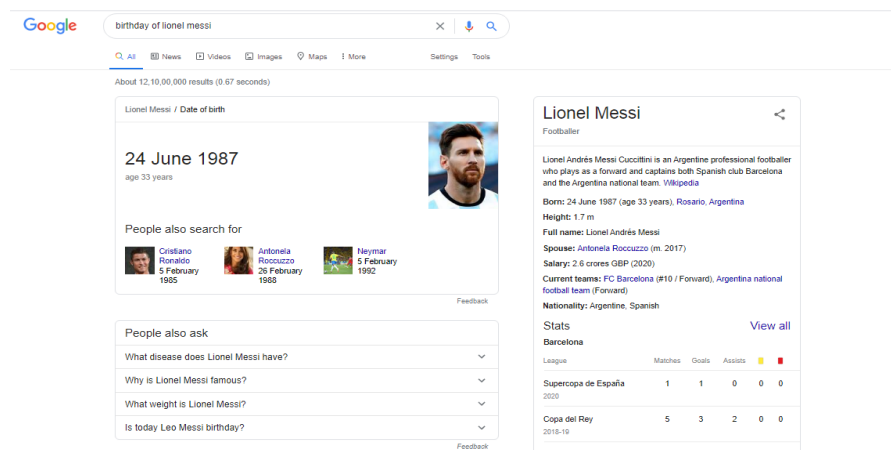 Google
birthday of lionel messi
All News Videos Images Maps More Settings Tools
About 12,10,00,000 results (0.67 seconds)
Lionel Messi / Date of birth
24 June 1987
age 33 years
People also search for
Cristiano
Ronaldo
5 February
1985
Antonela
Roccuzzo
26 February
1988
Neymar
5 February
1992
Feedback
People also ask
What disease does Lionel Messi have?
Why is Lionel Messi famous?
What weight is Lionel Messi?
Is today Leo Messi birthday?
Feedback
Lionel Messi
Footballer
Lionel Andrés Messi Cuccittini is an Argentine professional footballer
who plays as a forward and captains both Spanish club Barcelona
and the Argentina national team. Wikipedia
Born: 24 June 1987 (age 33 years), Rosario, Argentina
Height: 1.7 m
Full name: Lionel Andrés Messi
Spouse: Antonela Roccuzzo (m. 2017)
Salary: 2.6 crores GBP (2020)
Current teams: FC Barcelona (#10 / Forward), Argentina national
football team (Forward)
Nationality: Argentine, Spanish
Stats View all
Barcelona
League Matches Goals Assists
Supercopa de España 1 1 0 0 0
2020
Copa del Rey 5 3 2 0 0
2018-19